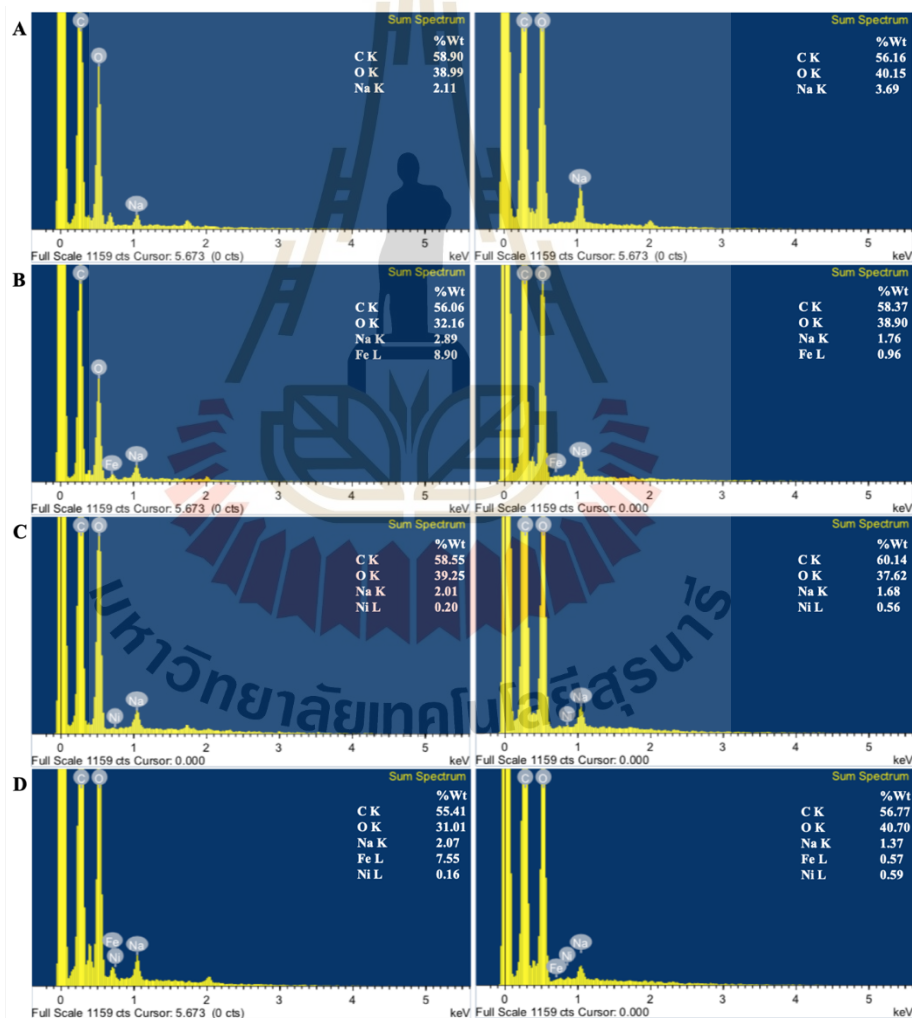 A
Sum Spectrum
%Wt
C K 58.90
O K 38.99
Na K 2.11
C
O
Na
0 1 2 3 4 5
Full Scale 1159 cts Cursor: 5.673 (0 cts) keV
Sum Spectrum
%Wt
C K 56.16
O K 40.15
Na K 3.69
C
O
Na
0 1 2 3 4 5
Full Scale 1159 cts Cursor: 5.673 (0 cts) keV
B
Sum Spectrum
%Wt
C K 56.06
O K 32.16
Na K 2.89
Fe L 8.90
C
O
Fe
Na
0 1 2 3 4 5
Full Scale 1159 cts Cursor: 5.673 (0 cts) keV
Sum Spectrum
%Wt
C K 58.37
O K 38.90
Na K 1.76
Fe L 0.96
C
O
Fe
Na
0 1 2 3 4 5
Full Scale 1159 cts Cursor: 0.000 keV
C
Sum Spectrum
%Wt
C K 58.55
O K 39.25
Na K 2.01
Ni L 0.20
C
O
Ni
Na
0 1 2 3 4 5
Full Scale 1159 cts Cursor: 0.000 keV
Sum Spectrum
%Wt
C K 60.14
O K 37.62
Na K 1.68
Ni L 0.56
C
O
Ni
Na
0 1 2 3 4 5
Full Scale 1159 cts Cursor: 0.000 keV
มหาวิทยาลัยเทคโนโลยีสุรนารี
D
Sum Spectrum
%Wt
C K 55.41
O K 31.01
Na K 2.07
Fe L 7.55
Ni L 0.16
C
O
Fe
Ni
Na
0 1 2 3 4 5
Full Scale 1159 cts Cursor: 5.673 (0 cts) keV
Sum Spectrum
%Wt
C K 56.77
O K 40.70
Na K 1.37
Fe L 0.57
Ni L 0.59
C
O
Fe
Ni
Na
0 1 2 3 4 5
Full Scale 1159 cts Cursor: 0.000 keV